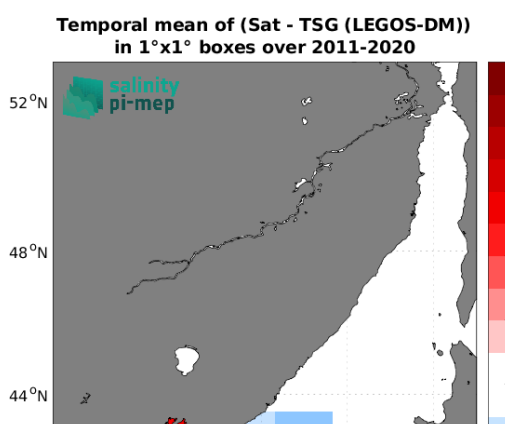 Temporal mean of (Sat - TSG (LEGOS-DM))
in 1°x1° boxes over 2011-2020
salinity
pi-mep
52°N
48°N
44°N